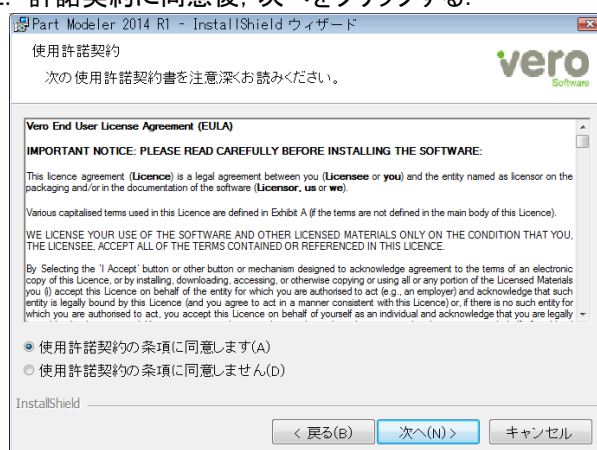 許諾契約に同意後, 次へをクリックする.
Part Modeler 2014 R1 - InstallShield ウィザード
使用許諾契約
次の使用許諾契約書を注意深くお読みください。
vero
Software
Vero End User License Agreement (EULA)
IMPORTANT NOTICE: PLEASE READ CAREFULLY BEFORE INSTALLING THE SOFTWARE:
This licence agreement (Licence) is a legal agreement between you (Licensee or you) and the entity named as licensor on the
packaging and/or in the documentation of the software (Licensor, us or we).
Various capitalised terms used in this Licence are defined in Exhibit A (if the terms are not defined in the main body of this Licence).
WE LICENSE YOUR USE OF THE SOFTWARE AND OTHER LICENSED MATERIALS ONLY ON THE CONDITION THAT YOU,
THE LICENSEE, ACCEPT ALL OF THE TERMS CONTAINED OR REFERENCED IN THIS LICENCE.
By Selecting the 'I Accept' button or other button or mechanism designed to acknowledge agreement to the terms of an electronic
copy of this Licence, or by installing, downloading, accessing, or otherwise copying or using all or any portion of the Licensed Materials
you (i) accept this Licence on behalf of the entity for which you are authorised to act (e.g., an employer) and acknowledge that such
entity is legally bound by this Licence (and you agree to act in a manner consistent with this Licence) or, if there is no such entity for
which you are authorised to act, you accept this Licence on behalf of yourself as an individual and acknowledge that you are legally
使用許諾契約の条項に同意します(A)
使用許諾契約の条項に同意しません(D)
InstallShield
< 戻る(B)
次へ(N) >
キャンセル